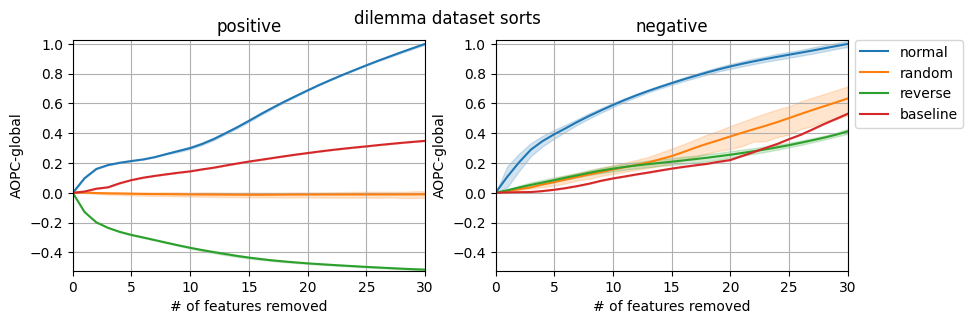 dilemma dataset sorts
positive
1.0
0.8
0.6
0.4
0.2
0.0
−0.2
−0.4
AOPC-global
0
5
10
15
20
25
30
# of features removed
negative
1.0
0.8
0.6
0.4
0.2
0.0
−0.2
−0.4
AOPC-global
0
5
10
15
20
25
30
# of features removed
normal
random
reverse
baseline